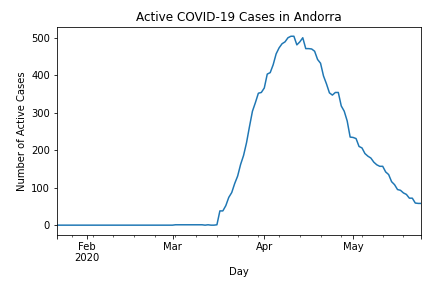 Active COVID-19 Cases in Andorra
Number of Active Cases
500
400
300
200
100
0
Feb
2020
Mar
Apr
May
Day